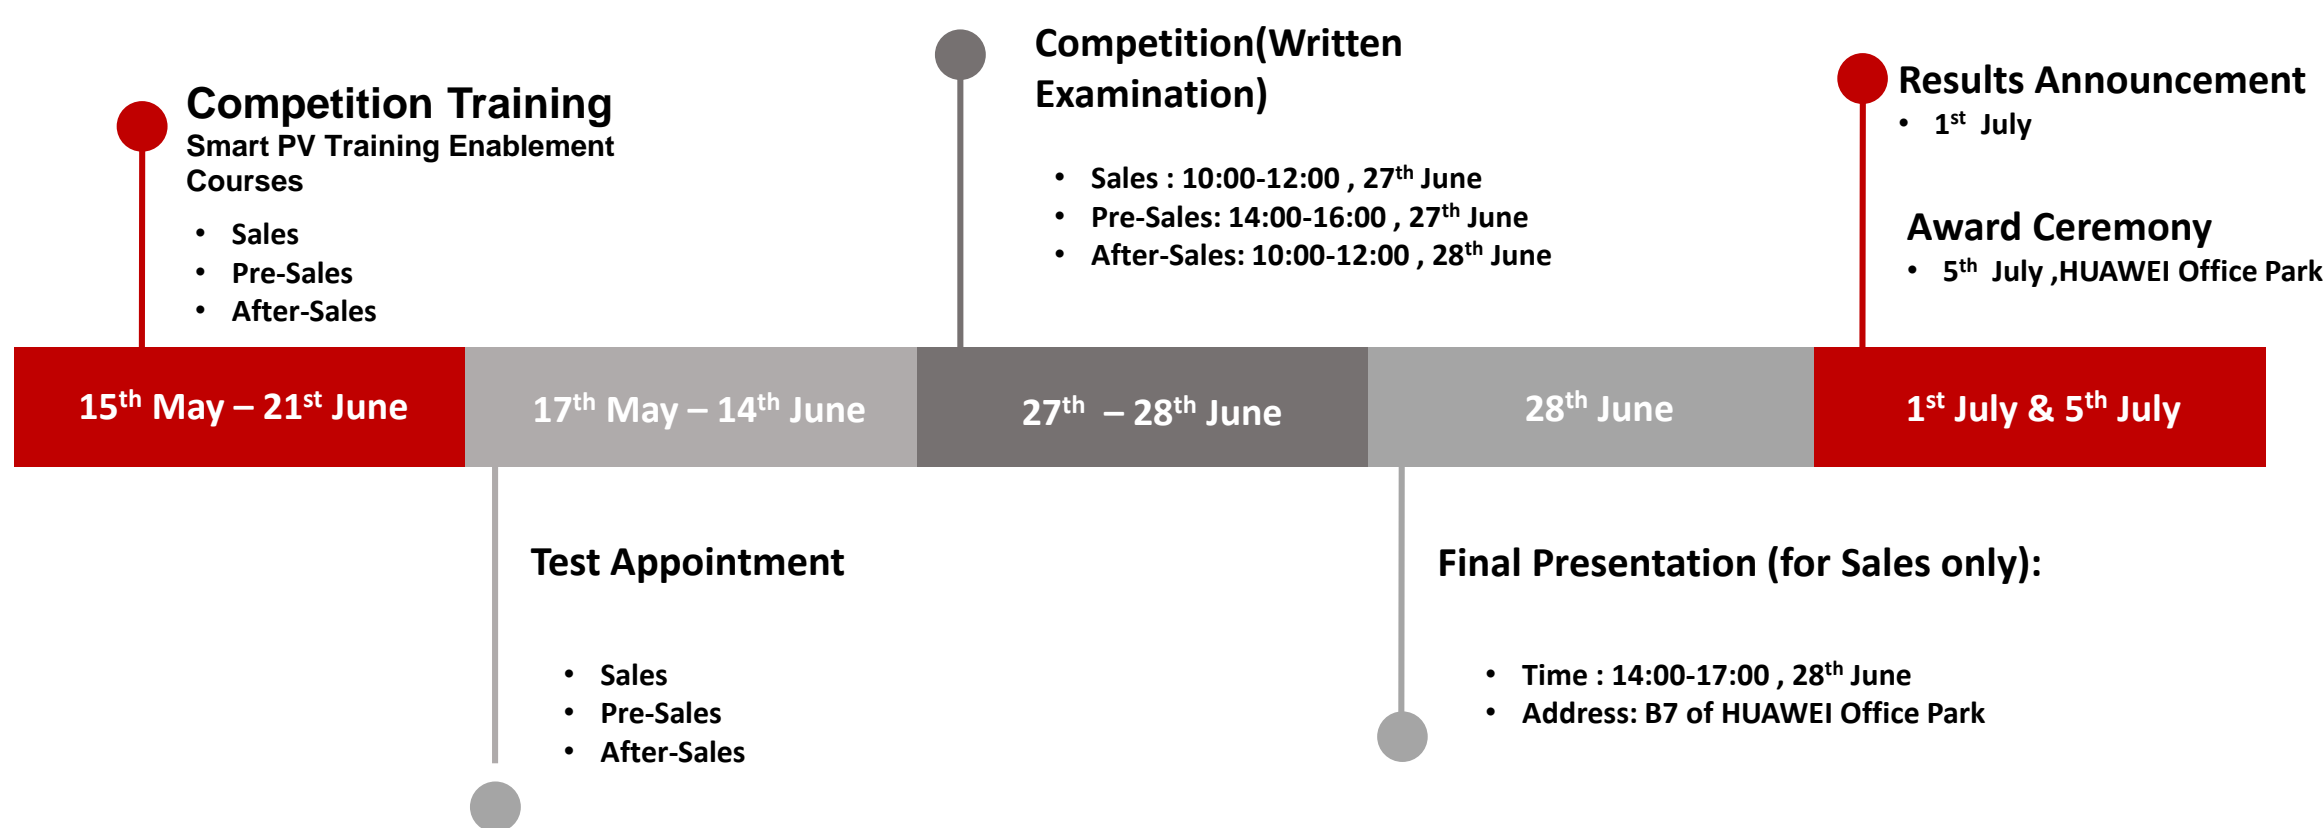 Competition Training
Smart PV Training Enablement
Courses
• Sales
• Pre-Sales
• After-Sales
Competition(Written
Examination)
• Sales : 10:00-12:00 , 27th June
• Pre-Sales: 14:00-16:00 , 27th June
• After-Sales: 10:00-12:00 , 28th June
Results Announcement
• 1st July
Award Ceremony
• 5th July ,HUAWEI Office Park
15th May – 21st June
17th May – 14th June
27th – 28th June
28th June
1st July & 5th July
Test Appointment
• Sales
• Pre-Sales
• After-Sales
Final Presentation (for Sales only):
• Time : 14:00-17:00 , 28th June
• Address: B7 of HUAWEI Office Park